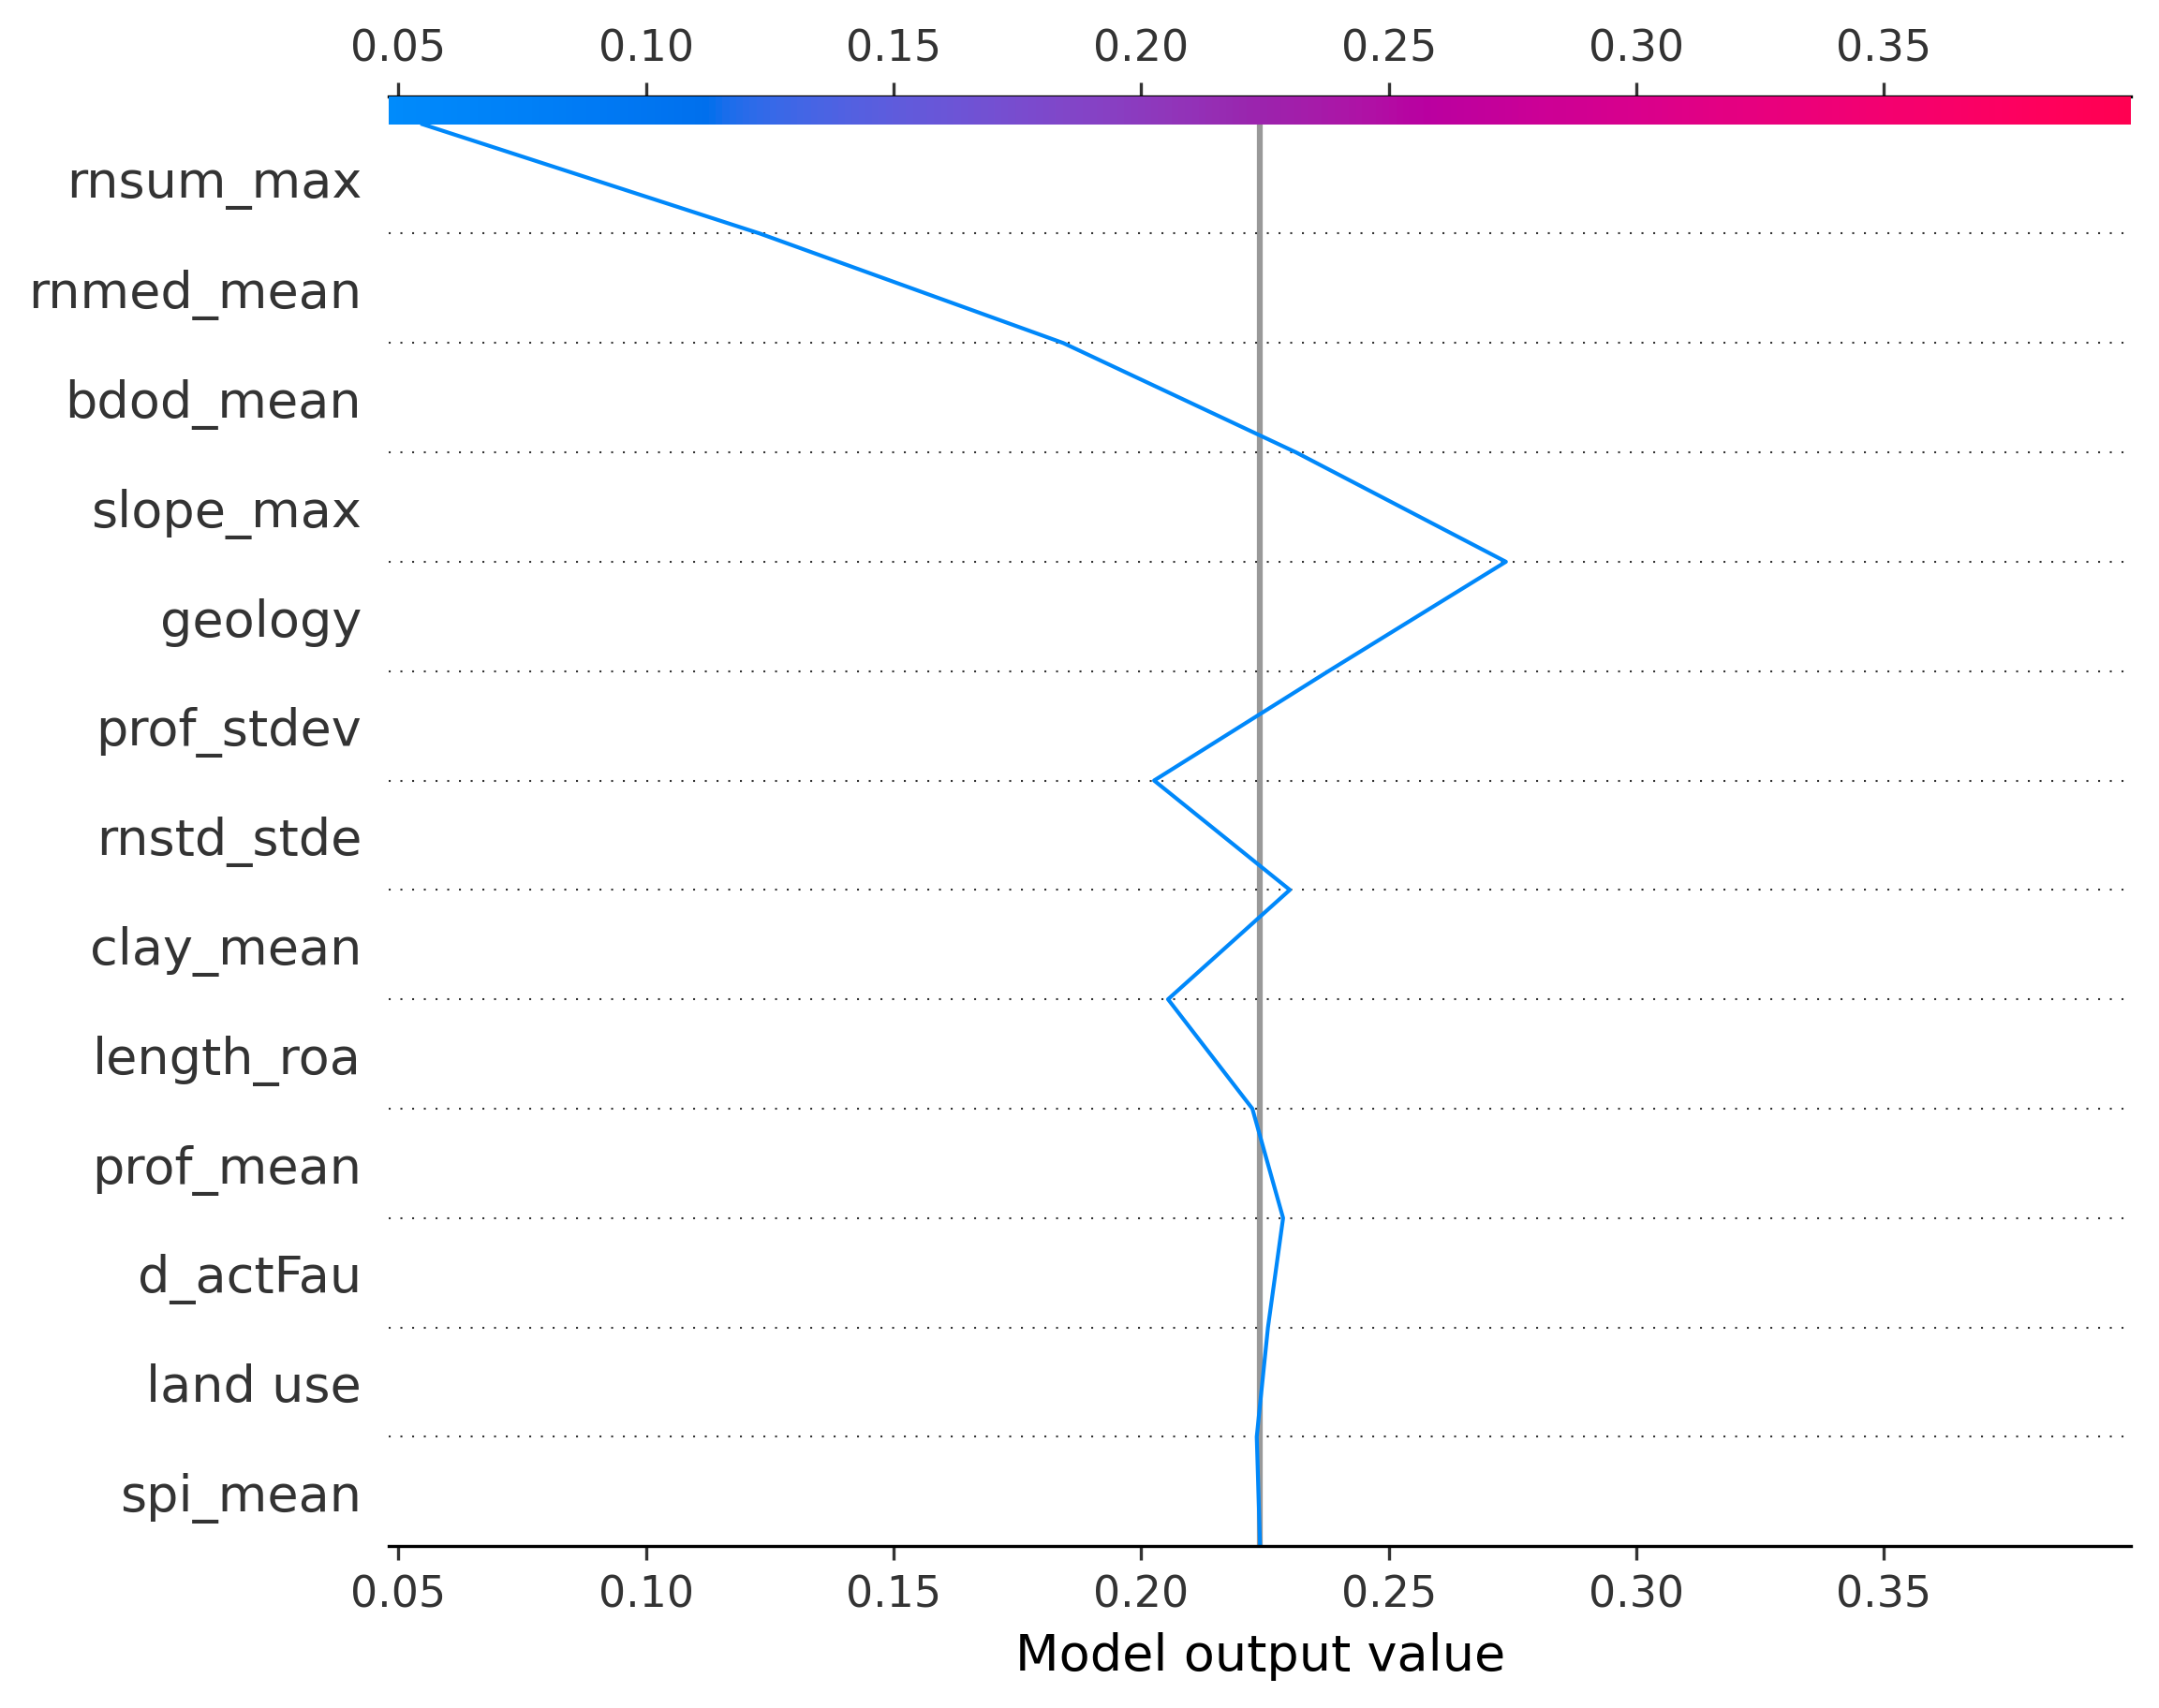 0.05 0.10 0.15 0.20 0.25 0.30 0.35
rnsum_max
rnmed_mean
bdod_mean
slope_max
geology
prof_stdev
rnstd_stde
clay_mean
length_roa
prof_mean
d_actFau
land use
spi_mean
0.05 0.10 0.15 0.20 0.25 0.30 0.35
Model output value